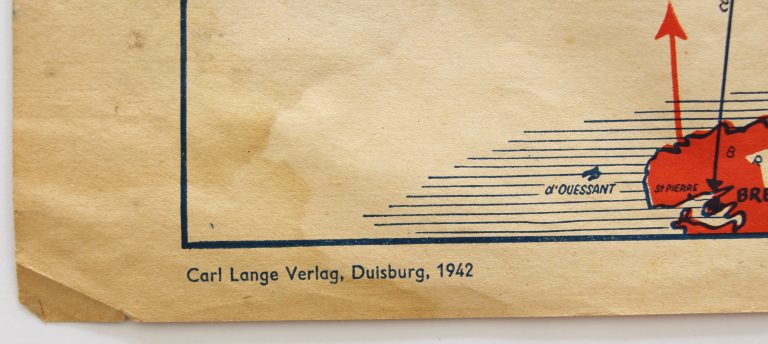 d'OUESSANT
St PIERRE
B
R
BRE
Carl Lange Verlag, Duisburg, 1942